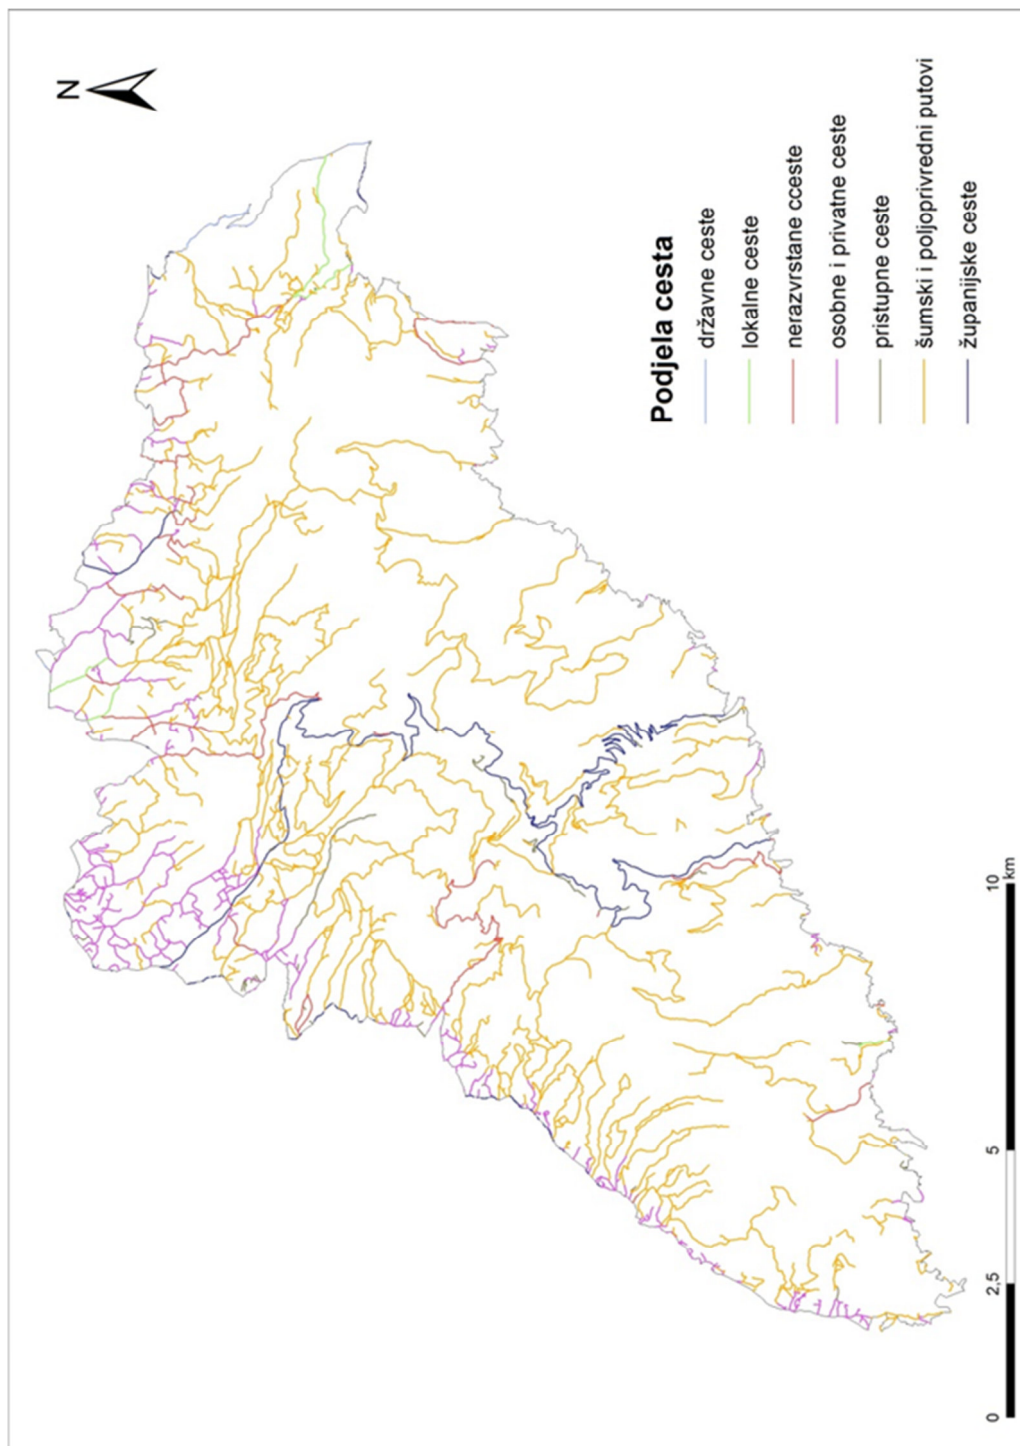 N
Podjela cesta
državne ceste
lokalne ceste
nerazvrstane cceste
osobne i privatne ceste
pristupne ceste
šumski i poljoprivredni putovi
županijske ceste
0 2,5 5 10
km